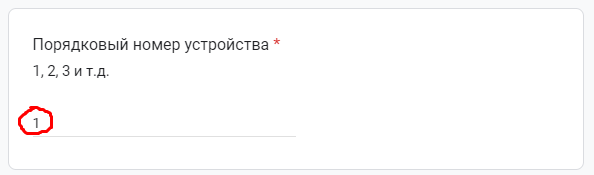 Порядковый номер устройства *
1, 2, 3 и т.д.
1